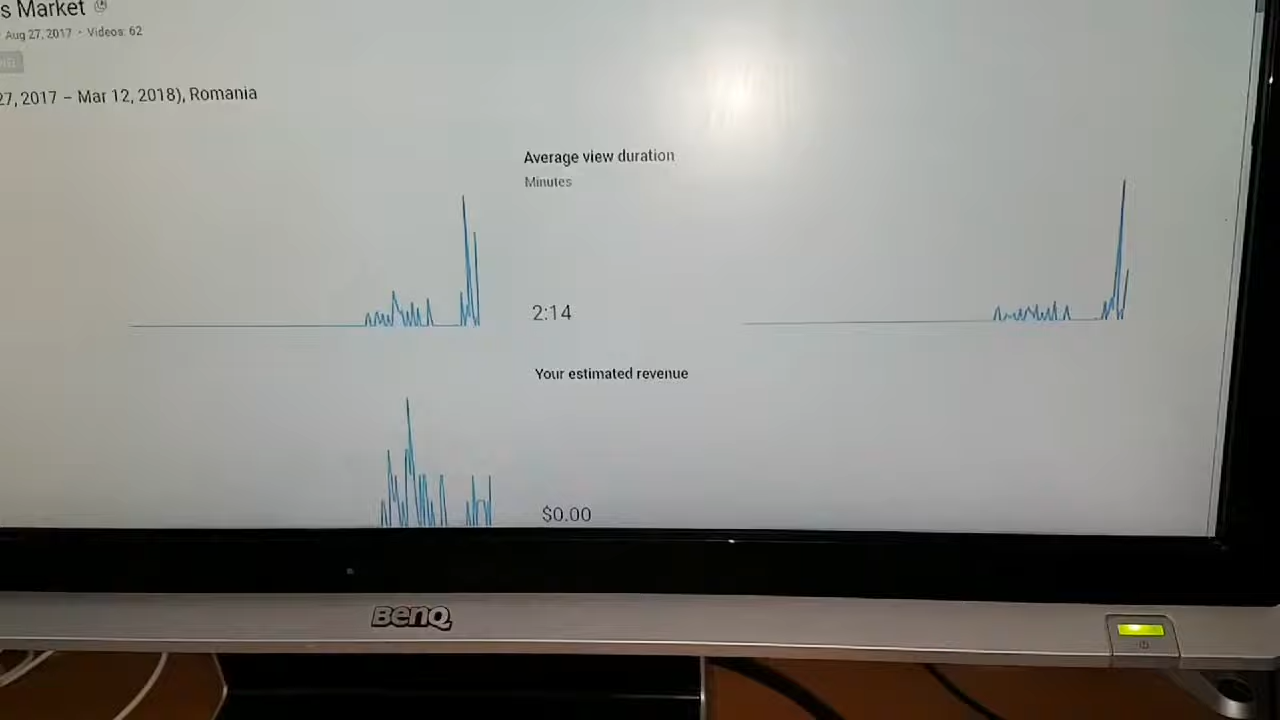 s Market
Aug 27, 2017 · Videos: 62
27, 2017 – Mar 12, 2018), Romania
Average view duration
Minutes
2:14
Your estimated revenue
$0.00
BenQ